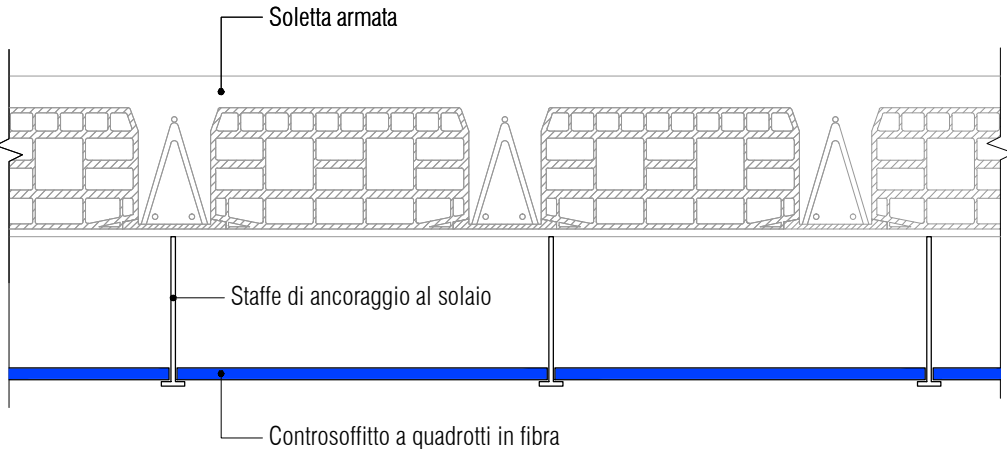 Soletta armata
Staffe di ancoraggio al solaio
Controsoffitto a quadrotti in fibra